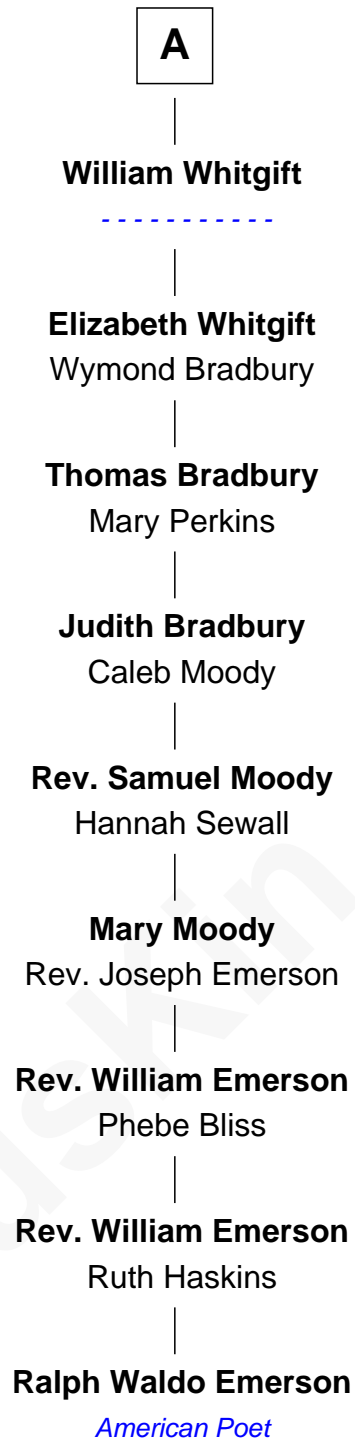 A
William Whitgift
- - - - - - - - - - -
Elizabeth Whitgift
Wymond Bradbury
Thomas Bradbury
Mary Perkins
Judith Bradbury
Caleb Moody
Rev. Samuel Moody
Hannah Sewall
Mary Moody
Rev. Joseph Emerson
Rev. William Emerson
Phebe Bliss
Rev. William Emerson
Ruth Haskins
Ralph Waldo Emerson
American Poet